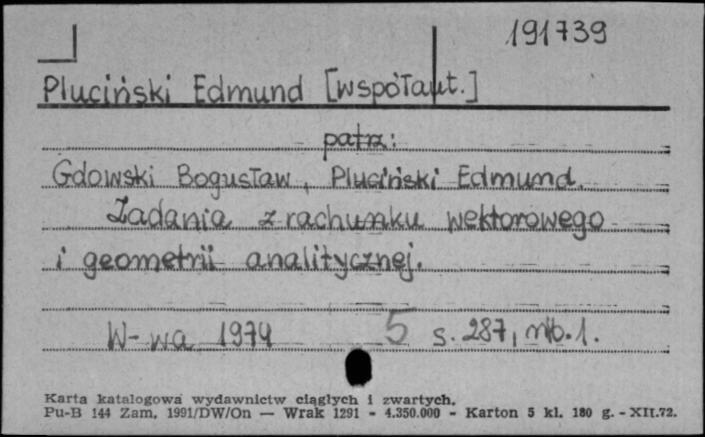 191739
Pluciński Edmund [współaut.]
patrz:
Gdowski Bogusław, Pluciński Edmund.
Zadania z rachunku wektorowego
i geometrii analitycznej.
W-wa 1974 5 s. 287, nlb. 1.
Karta katalogowa wydawnictw ciągłych i zwartych.
Pu-B 144 Zam. 1991/DW/On — Wrak 1291 - 4.350.000 - Karton 5 kl. 180 g. - XII.72.